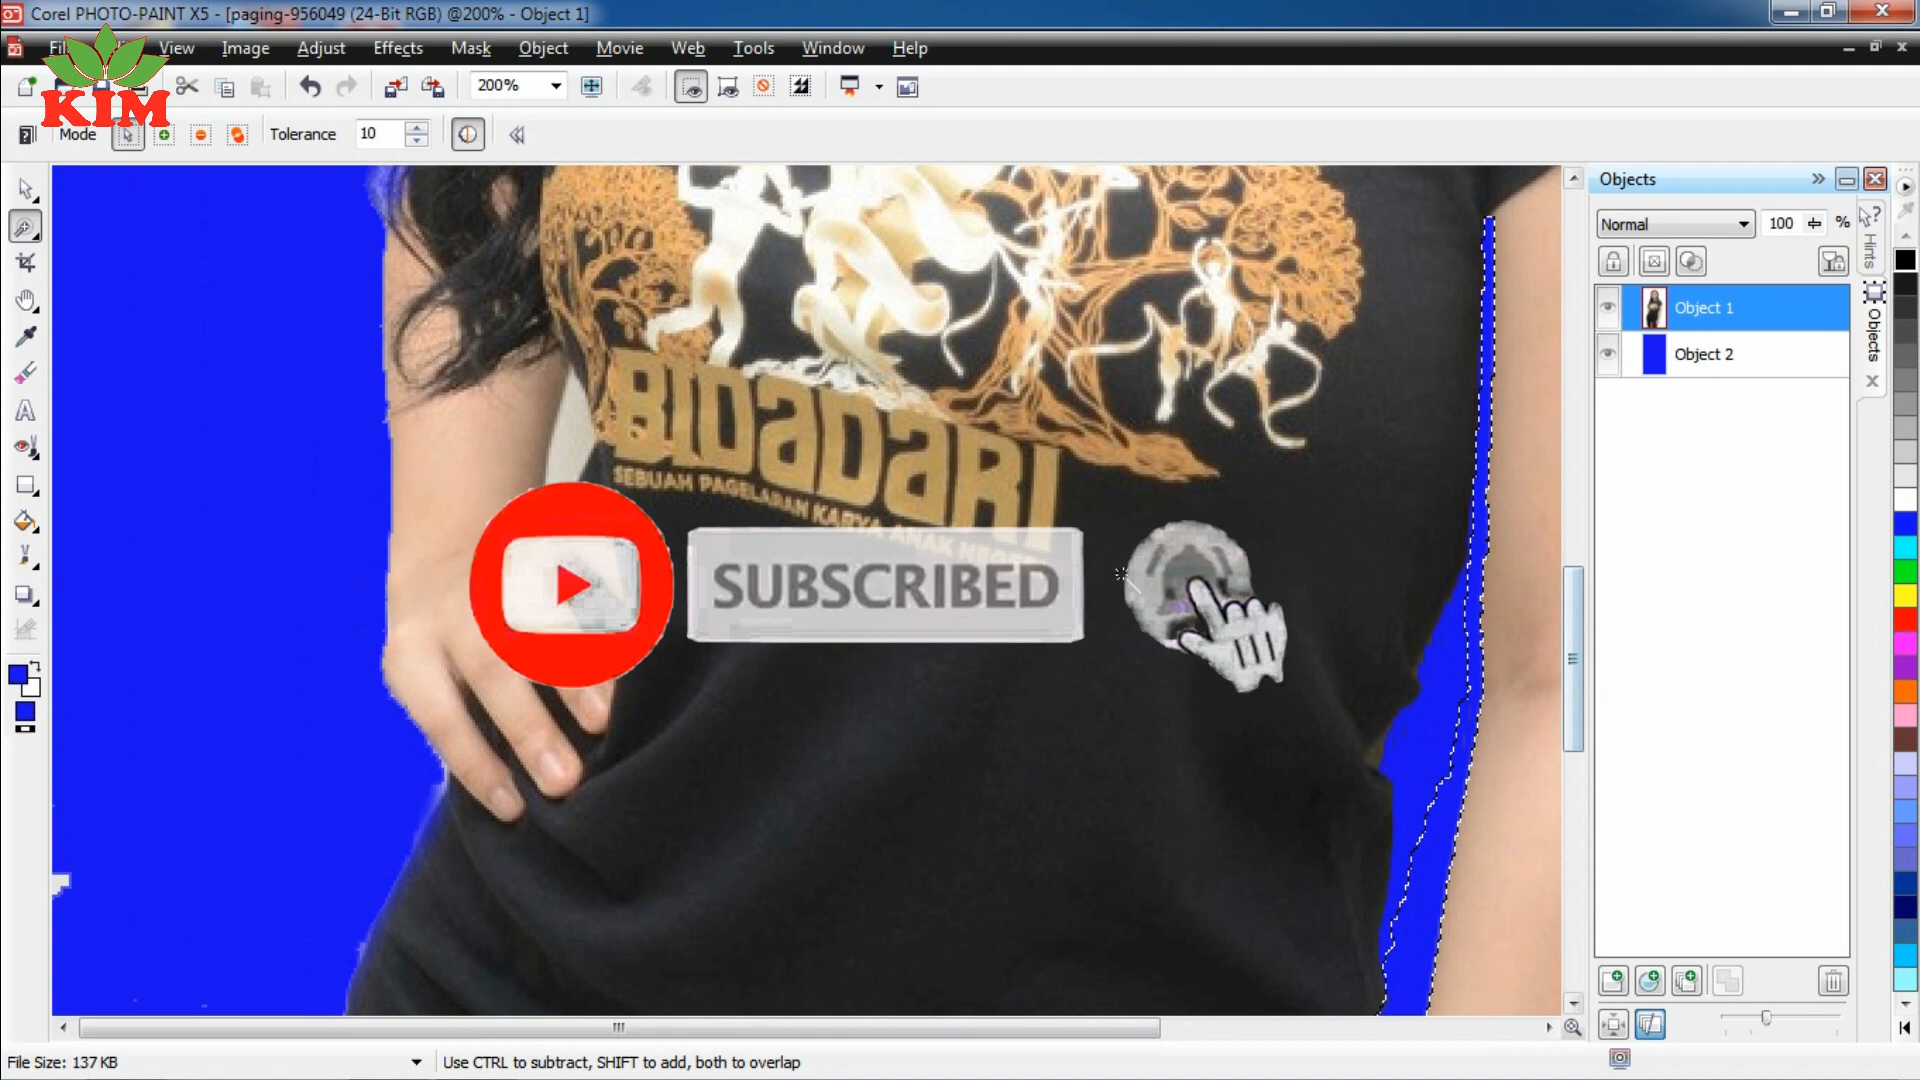 Corel PHOTO-PAINT X5 - [paging-956049 (24-Bit RGB) @200% - Object 1]
View Image Adjust Effects Mask Object Movie Web Tools Window Help
KIM
200%
Mode Tolerance 10
Objects
Normal 100 %
Hints
Object 1
Object 2
Objects
BIDADARI
SEBUAH PAGELARAN KARYA ANAK NEGERI
SUBSCRIBED
File Size: 137 KB
Use CTRL to subtract, SHIFT to add, both to overlap